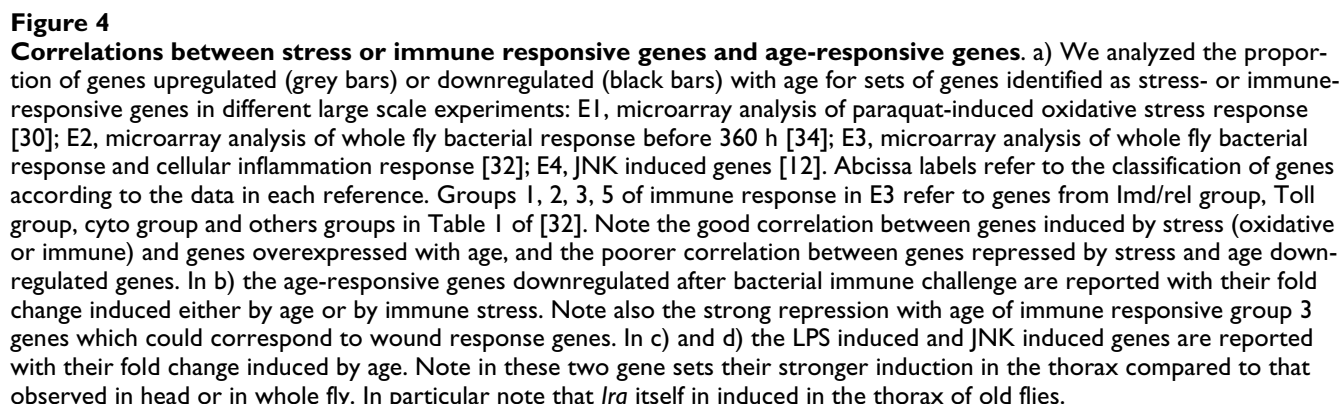 Figure 4
Correlations between stress or immune responsive genes and age-responsive genes. a) We analyzed the propor-
tion of genes upregulated (grey bars) or downregulated (black bars) with age for sets of genes identified as stress- or immune-
responsive genes in different large scale experiments: E1, microarray analysis of paraquat-induced oxidative stress response
[30]; E2, microarray analysis of whole fly bacterial response before 360 h [34]; E3, microarray analysis of whole fly bacterial
response and cellular inflammation response [32]; E4, JNK induced genes [12]. Abcissa labels refer to the classification of genes
according to the data in each reference. Groups 1, 2, 3, 5 of immune response in E3 refer to genes from Imd/rel group, Toll
group, cyto group and others groups in Table 1 of [32]. Note the good correlation between genes induced by stress (oxidative
or immune) and genes overexpressed with age, and the poorer correlation between genes repressed by stress and age down-
regulated genes. In b) the age-responsive genes downregulated after bacterial immune challenge are reported with their fold
change induced either by age or by immune stress. Note also the strong repression with age of immune responsive group 3
genes which could correspond to wound response genes. In c) and d) the LPS induced and JNK induced genes are reported
with their fold change induced by age. Note in these two gene sets their stronger induction in the thorax compared to that
observed in head or in whole fly. In particular note that Jra itself in induced in the thorax of old flies.